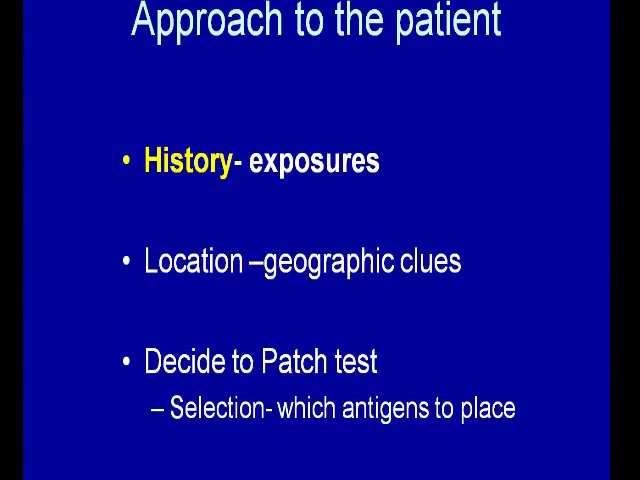 Approach to the patient
• History- exposures
• Location –geographic clues
• Decide to Patch test
– Selection- which antigens to place